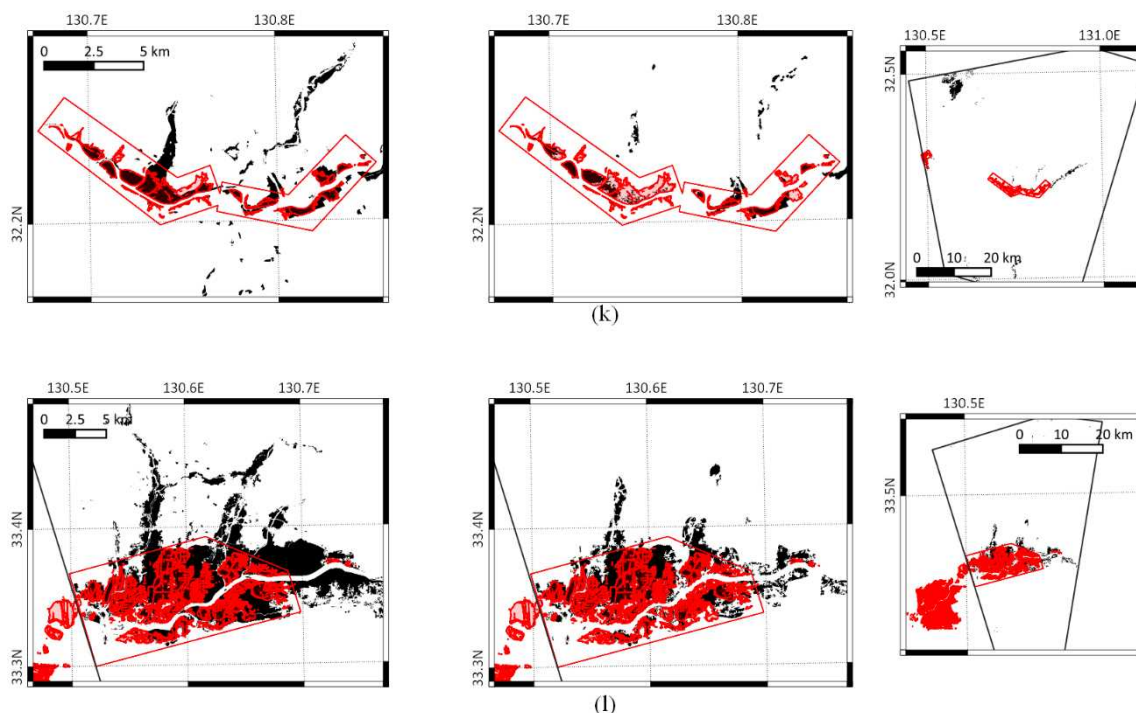 130.7E 130.8E
0 2.5 5 km
32.2N
130.7E 130.8E
32.2N
130.5E 131.0E
32.5N
0 10 20 km
32.0N
(k)
130.5E 130.6E 130.7E
0 2.5 5 km
33.4N
33.3N
130.5E 130.6E 130.7E
33.4N
33.3N
130.5E
0 10 20 km
33.5N
(l)